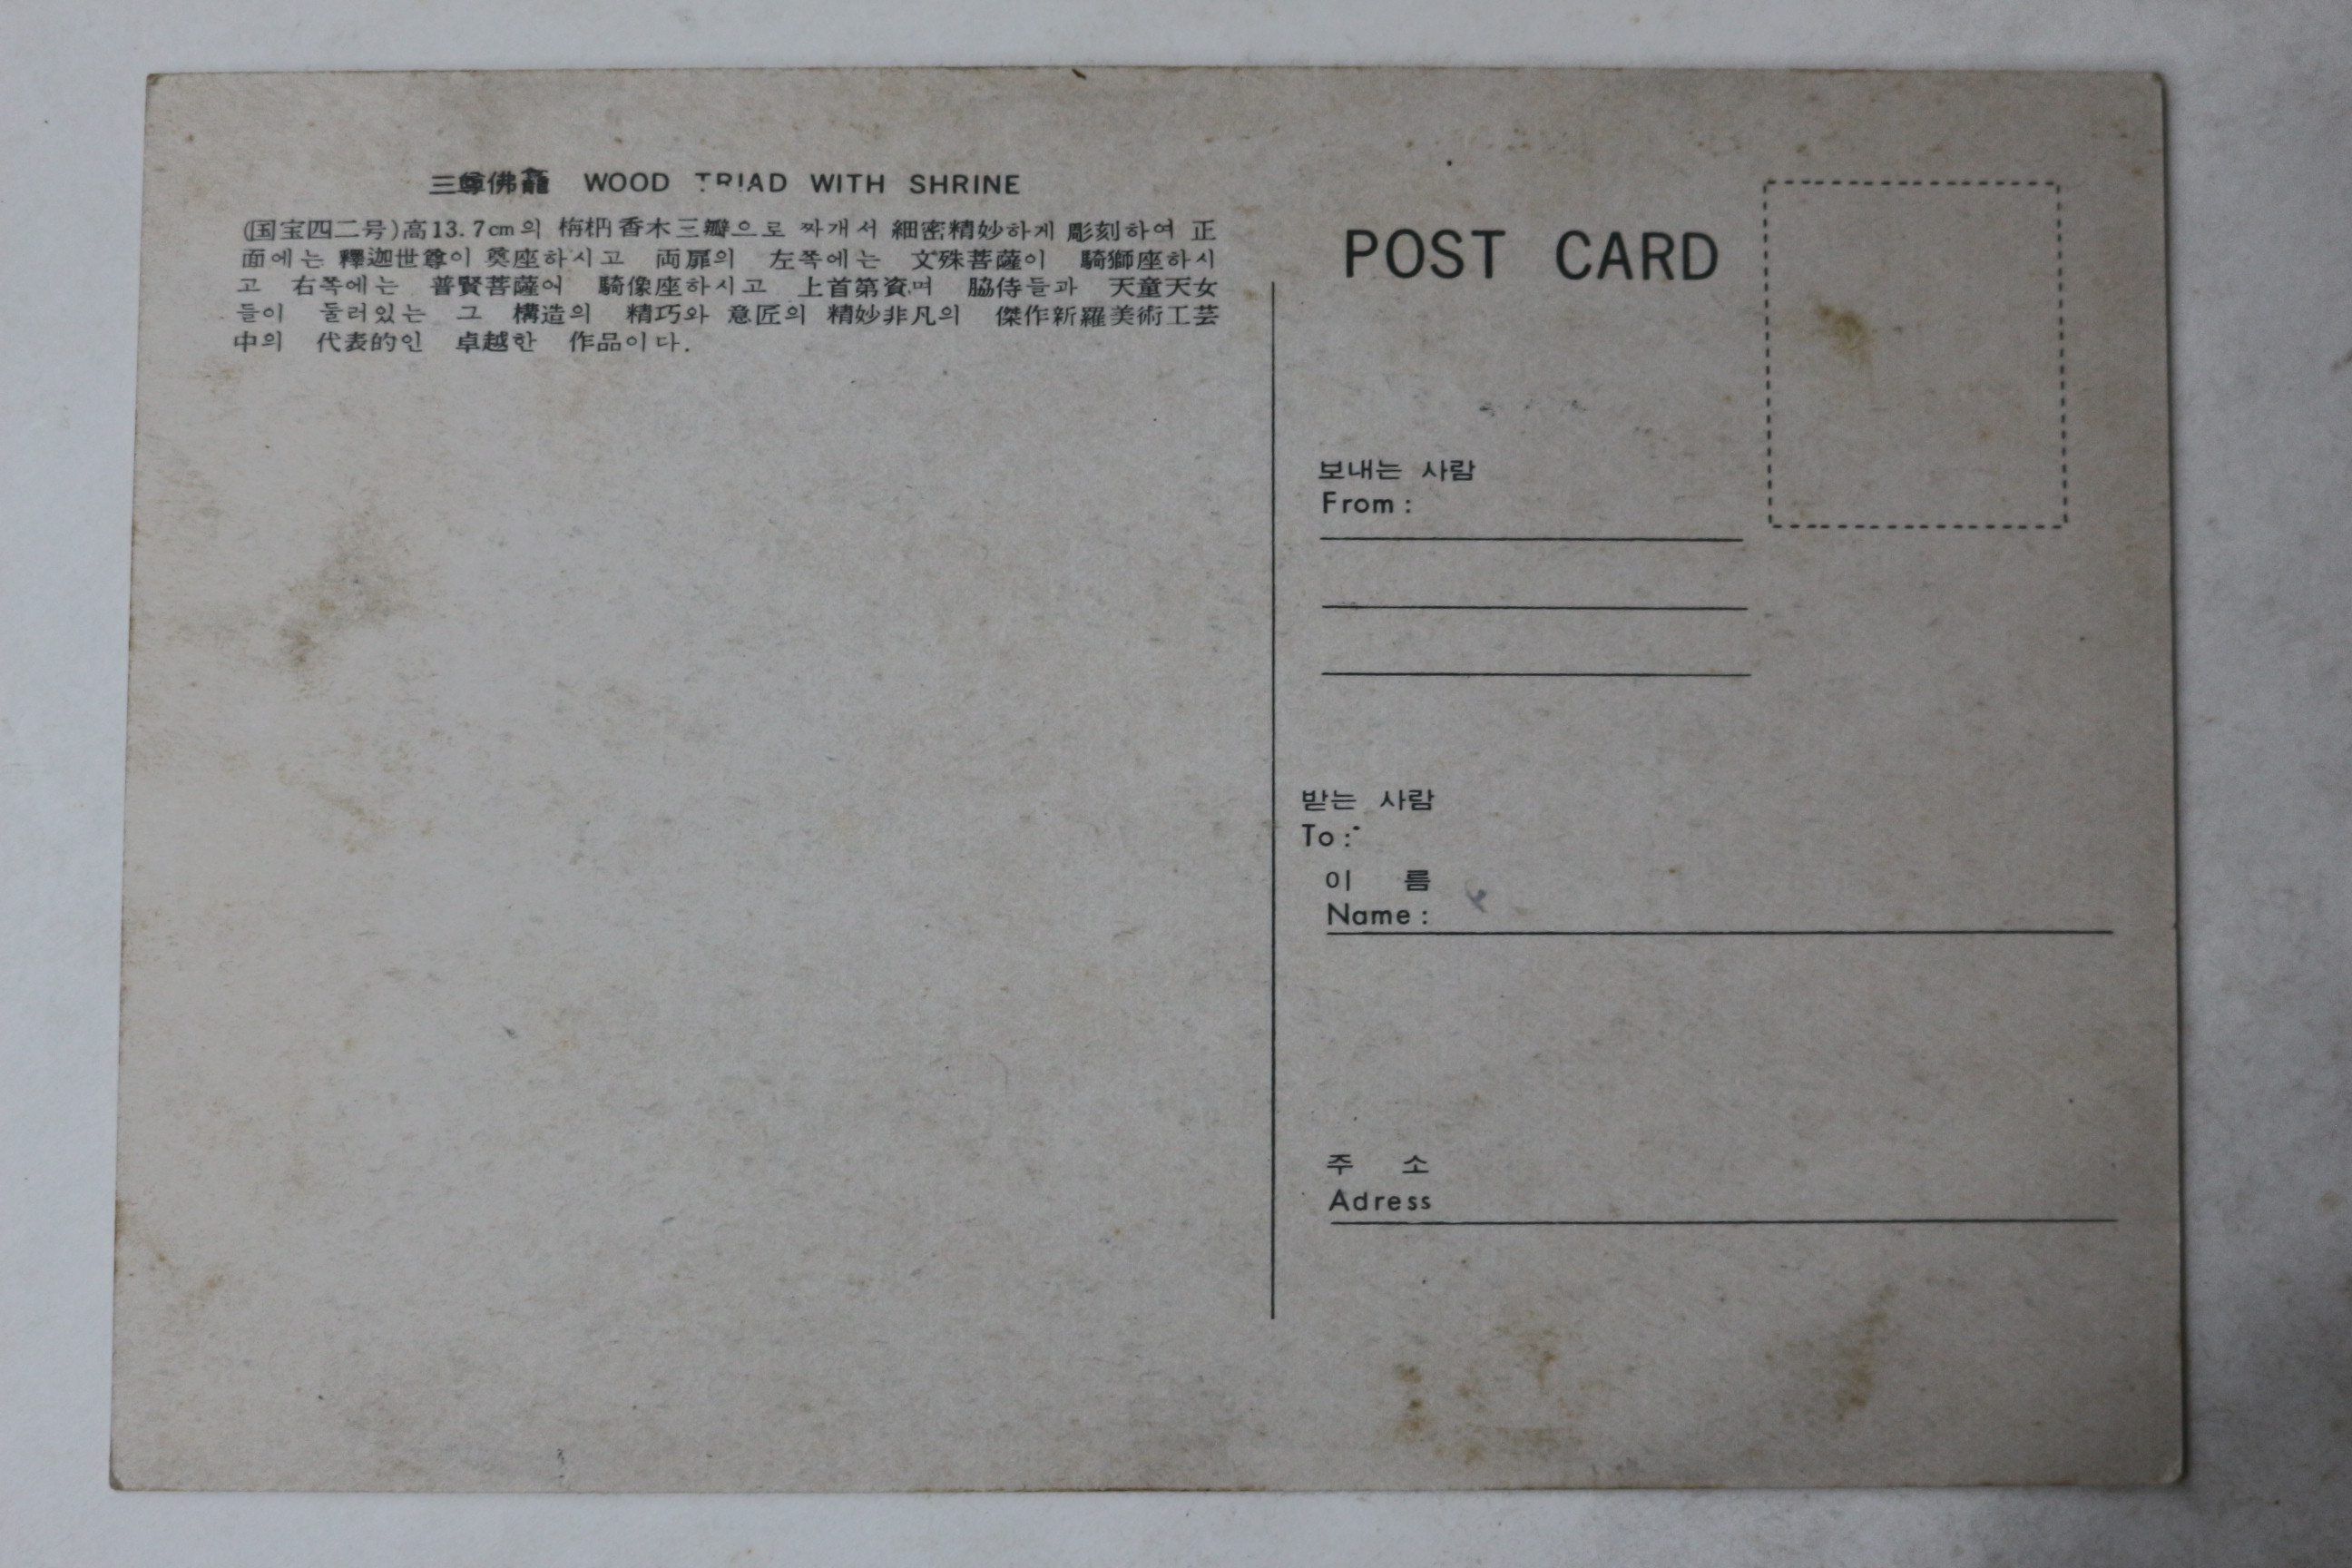 三尊佛龕 WOOD TRIAD WITH SHRINE
(国宝四二号)高13.7cm의 香木三瓣으로 짜개서 細密精妙하게 彫刻하여 正
面에는 釋迦世尊이 座하시고 両扉의 左쪽에는 文殊菩薩이 騎獅座하시
고 右쪽에는 普賢菩薩이 騎像座하시고 上首第資며 脇侍들과 天童天女
들이 둘러있는 그 構造의 精巧와 意匠의 精妙非凡의 傑作新羅美術工芸
中의 代表的인 卓越한 作品이다.
POST CARD
보내는 사람
From :
받는 사람
To :
이 름
Name :
주 소
Adress